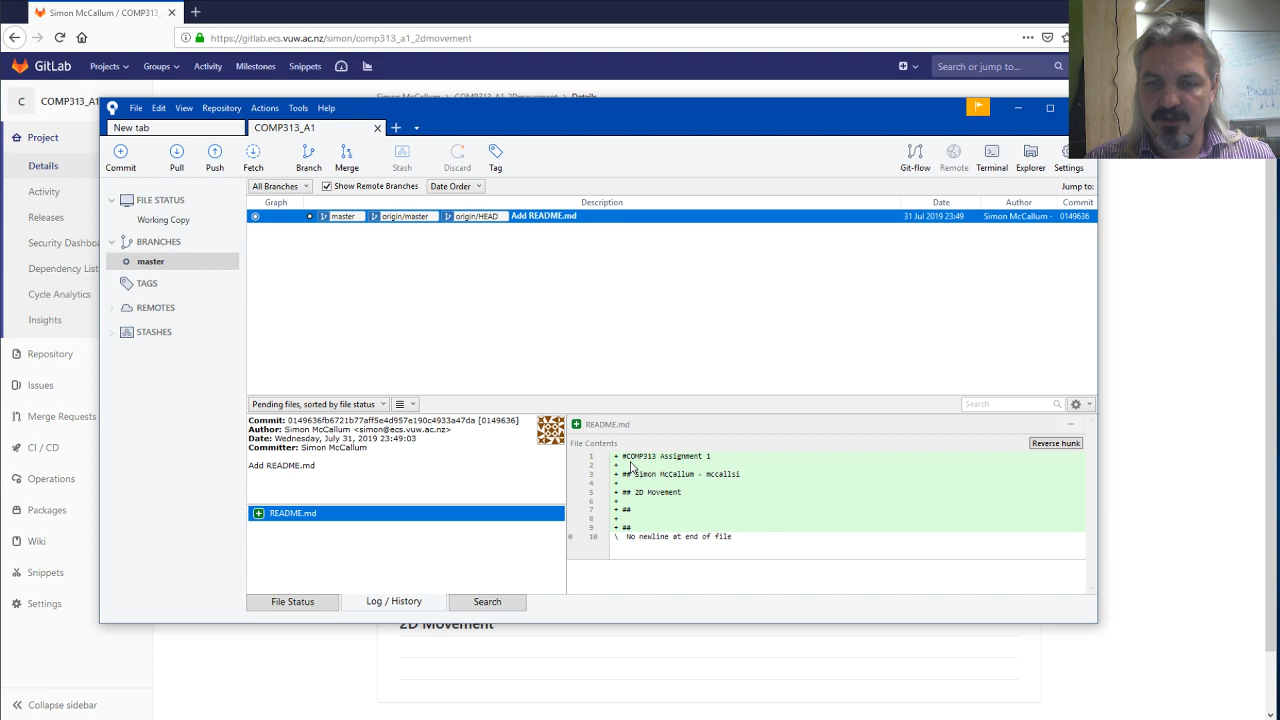 Simon McCallum / COMP313_
https://gitlab.ecs.vuw.ac.nz/simon/comp313_a1_2dmovement
GitLab Projects Groups Activity Milestones Snippets Search or jump to...
C COMP313_A1
Project
Details
Activity
Releases
Security Dashboa
Dependency List
Cycle Analytics
Insights
Repository
Issues
Merge Requests
CI / CD
Operations
Packages
Wiki
Snippets
Settings
Collapse sidebar
File Edit View Repository Actions Tools Help
New tab COMP313_A1
Commit Pull Push Fetch Branch Merge Stash Discard Tag Git-flow Remote Terminal Explorer Settings
FILE STATUS
Working Copy
BRANCHES
master
TAGS
REMOTES
STASHES
All Branches Show Remote Branches Date Order Jump to:
Graph Description Date Author Commit
master origin/master origin/HEAD Add README.md 31 Jul 2019 23:49 Simon McCallum 0149636
Pending files, sorted by file status Search
Commit: 0149636fb6721b77aff5e4d957e190c4933a47da [0149636]
Author: Simon McCallum <simon@ecs.vuw.ac.nz>
Date: Wednesday, July 31, 2019 23:49:03
Committer: Simon McCallum
Add README.md
README.md
README.md
File Contents Reverse hunk
1 + #COMP313 Assignment 1
2 +
3 + ## Simon McCallum - mccallsi
4 +
5 + ## 2D Movement
6 +
7 + ##
8 +
9 + ##
0 10 \ No newline at end of file
File Status Log / History Search
2D Movement